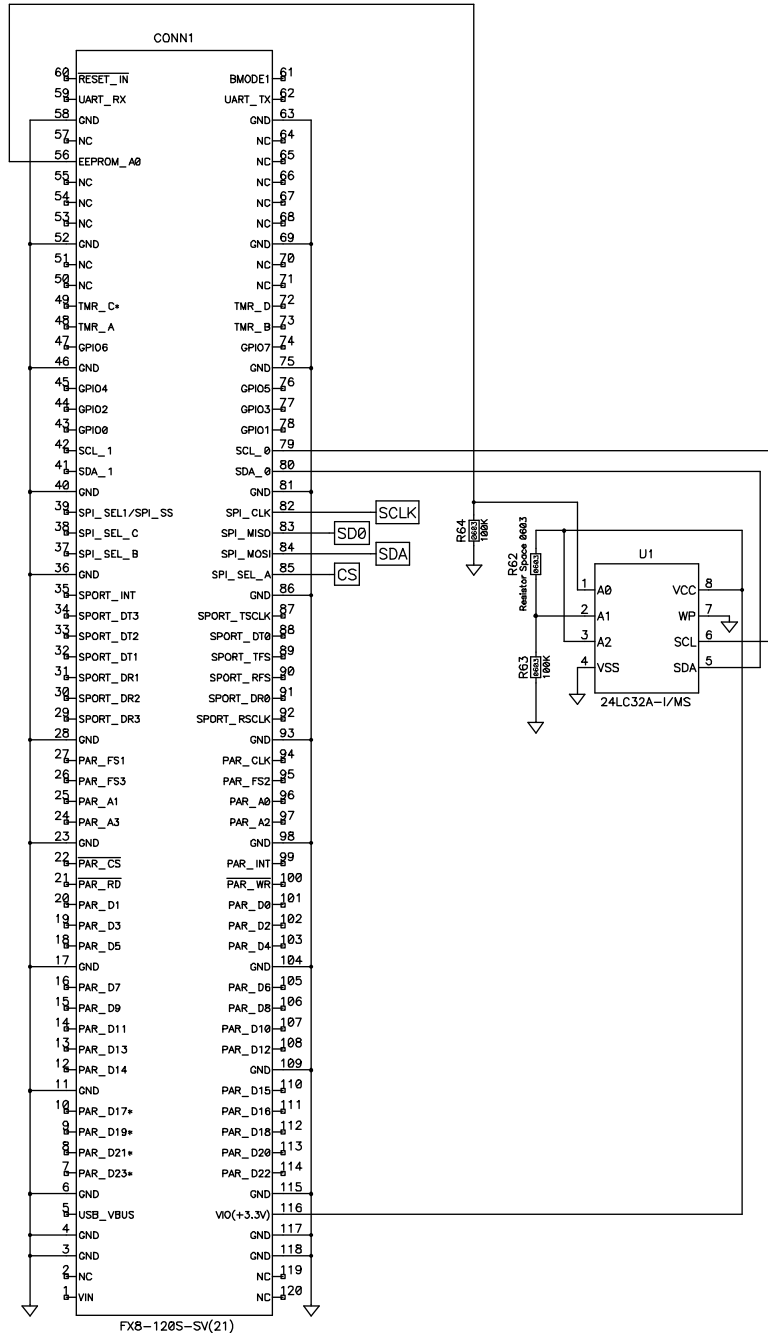 CONN1
60 RESET_IN BMODE1 61
59 UART_RX UART_TX 62
58 GND GND 63
57 NC NC 64
56 EEPROM_A0 NC 65
55 NC NC 66
54 NC NC 67
53 NC NC 68
52 GND GND 69
51 NC NC 70
50 NC NC 71
49 TMR_C* TMR_D 72
48 TMR_A TMR_B 73
47 GPIO6 GPIO7 74
46 GND GND 75
45 GPIO4 GPIO5 76
44 GPIO2 GPIO3 77
43 GPIO0 GPIO1 78
42 SCL_1 SCL_0 79
41 SDA_1 SDA_0 80
40 GND GND 81
39 SPI_SEL1/SPI_SS SPI_CLK 82 SCLK
38 SPI_SEL_C SPI_MISO 83 SD0
37 SPI_SEL_B SPI_MOSI 84 SDA
36 GND SPI_SEL_A 85 CS
35 SPORT_INT GND 86
34 SPORT_DT3 SPORT_TSCLK 87
33 SPORT_DT2 SPORT_DT0 88
32 SPORT_DT1 SPORT_TFS 89
31 SPORT_DR1 SPORT_RFS 90
30 SPORT_DR2 SPORT_DR0 91
29 SPORT_DR3 SPORT_RSCLK 92
28 GND GND 93
27 PAR_FS1 PAR_CLK 94
26 PAR_FS3 PAR_FS2 95
25 PAR_A1 PAR_A0 96
24 PAR_A3 PAR_A2 97
23 GND GND 98
22 PAR_CS PAR_INT 99
21 PAR_RD PAR_WR 100
20 PAR_D1 PAR_D0 101
19 PAR_D3 PAR_D2 102
18 PAR_D5 PAR_D4 103
17 GND GND 104
16 PAR_D7 PAR_D6 105
15 PAR_D9 PAR_D8 106
14 PAR_D11 PAR_D10 107
13 PAR_D13 PAR_D12 108
12 PAR_D14 GND 109
11 GND PAR_D15 110
10 PAR_D17* PAR_D16 111
9 PAR_D19* PAR_D18 112
8 PAR_D21* PAR_D20 113
7 PAR_D23* PAR_D22 114
6 GND GND 115
5 USB_VBUS VIO(+3.3V) 116
4 GND GND 117
3 GND GND 118
2 NC NC 119
1 VIN NC 120
FX8-120S-SV(21)
R64
0603
100K
R62
0603
Resistor Space 0603
R63
0603
100K
U1
1 A0 VCC 8
2 A1 WP 7
3 A2 SCL 6
4 VSS SDA 5
24LC32A-I/MS